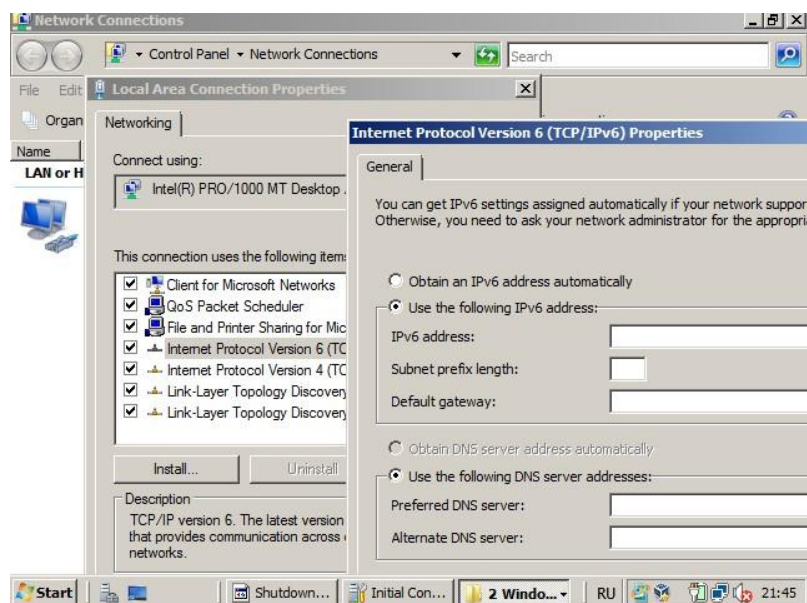 Network Connections
Control Panel Network Connections
Search
File Edit
Local Area Connection Properties
Organ
Networking
Name
LAN or H
Connect using:
Intel(R) PRO/1000 MT Desktop
This connection uses the following item
Client for Microsoft Networks
QoS Packet Scheduler
File and Printer Sharing for Mic
Internet Protocol Version 6 (TC
Internet Protocol Version 4 (TC
Link-Layer Topology Discovery
Link-Layer Topology Discovery
Install...
Uninstall
Description
TCP/IP version 6. The latest version
that provides communication across
networks.
Internet Protocol Version 6 (TCP/IPv6) Properties
General
You can get IPv6 settings assigned automatically if your network suppor
Otherwise, you need to ask your network administrator for the appropria
Obtain an IPv6 address automatically
Use the following IPv6 address:
IPv6 address:
Subnet prefix length:
Default gateway:
Obtain DNS server address automatically
Use the following DNS server addresses:
Preferred DNS server:
Alternate DNS server:
Start
Shutdown...
Initial Con...
2 Windo...
RU
21:45